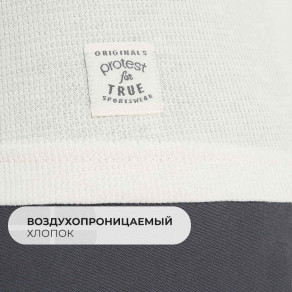 ORIGINALS
protest
for
TRUE
SPORTSWEAR
ВОЗДУХОПРОНИЦАЕМЫЙ
ХЛОПОК